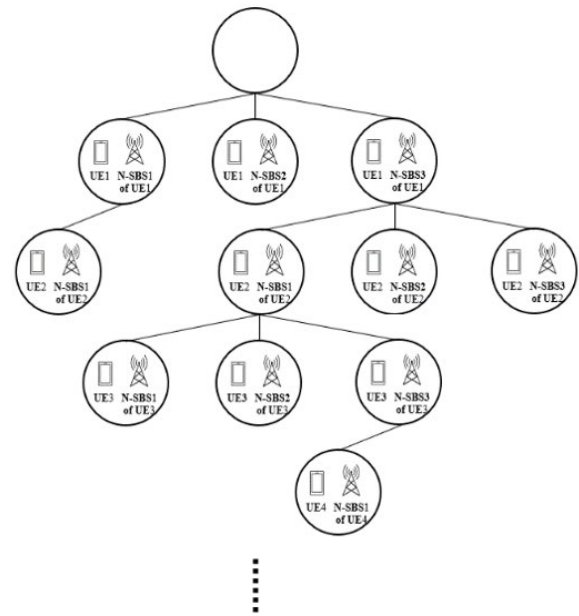 UE1 N-SBS1 of UE1
UE1 N-SBS2 of UE1
UE1 N-SBS3 of UE1
UE2 N-SBS1 of UE2
UE2 N-SBS1 of UE2
UE2 N-SBS2 of UE2
UE2 N-SBS3 of UE2
UE3 N-SBS1 of UE3
UE3 N-SBS2 of UE3
UE3 N-SBS3 of UE3
UE4 N-SBS1 of UE4